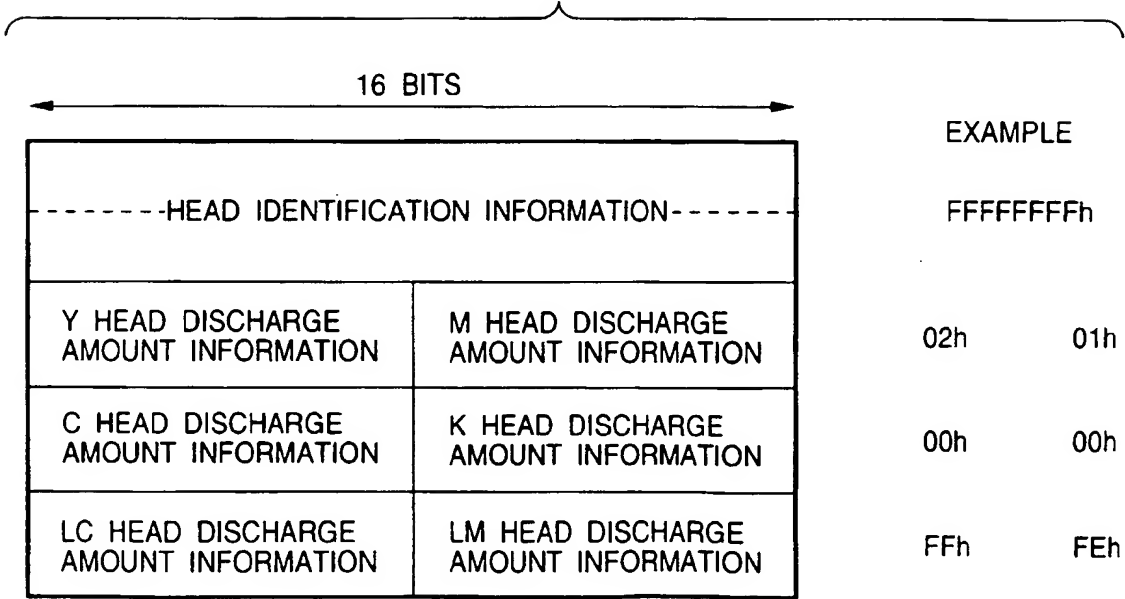 16 BITS
EXAMPLE
HEAD IDENTIFICATION INFORMATION
FFFFFFFFh
Y HEAD DISCHARGE
AMOUNT INFORMATION
M HEAD DISCHARGE
AMOUNT INFORMATION
02h 01h
C HEAD DISCHARGE
AMOUNT INFORMATION
K HEAD DISCHARGE
AMOUNT INFORMATION
00h 00h
LC HEAD DISCHARGE
AMOUNT INFORMATION
LM HEAD DISCHARGE
AMOUNT INFORMATION
FFh FEh